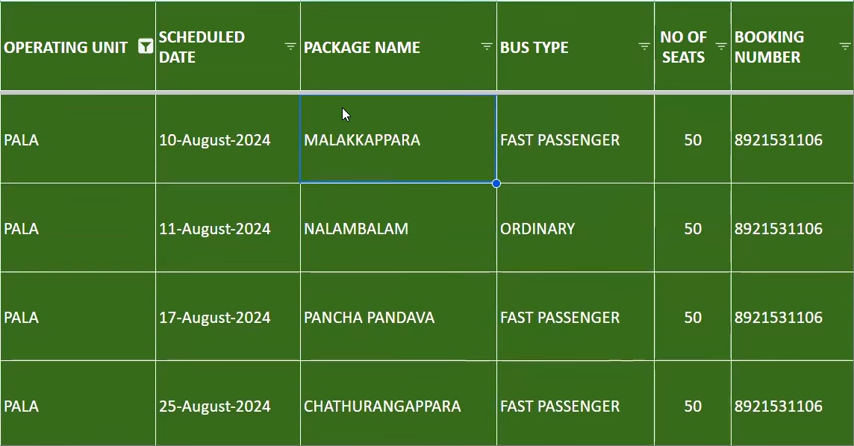 OPERATING UNIT SCHEDULED DATE PACKAGE NAME BUS TYPE NO OF SEATS BOOKING NUMBER
PALA 10-August-2024 MALAKKAPPARA FAST PASSENGER 50 8921531106
PALA 11-August-2024 NALAMBALAM ORDINARY 50 8921531106
PALA 17-August-2024 PANCHA PANDAVA FAST PASSENGER 50 8921531106
PALA 25-August-2024 CHATHURANGAPPARA FAST PASSENGER 50 8921531106